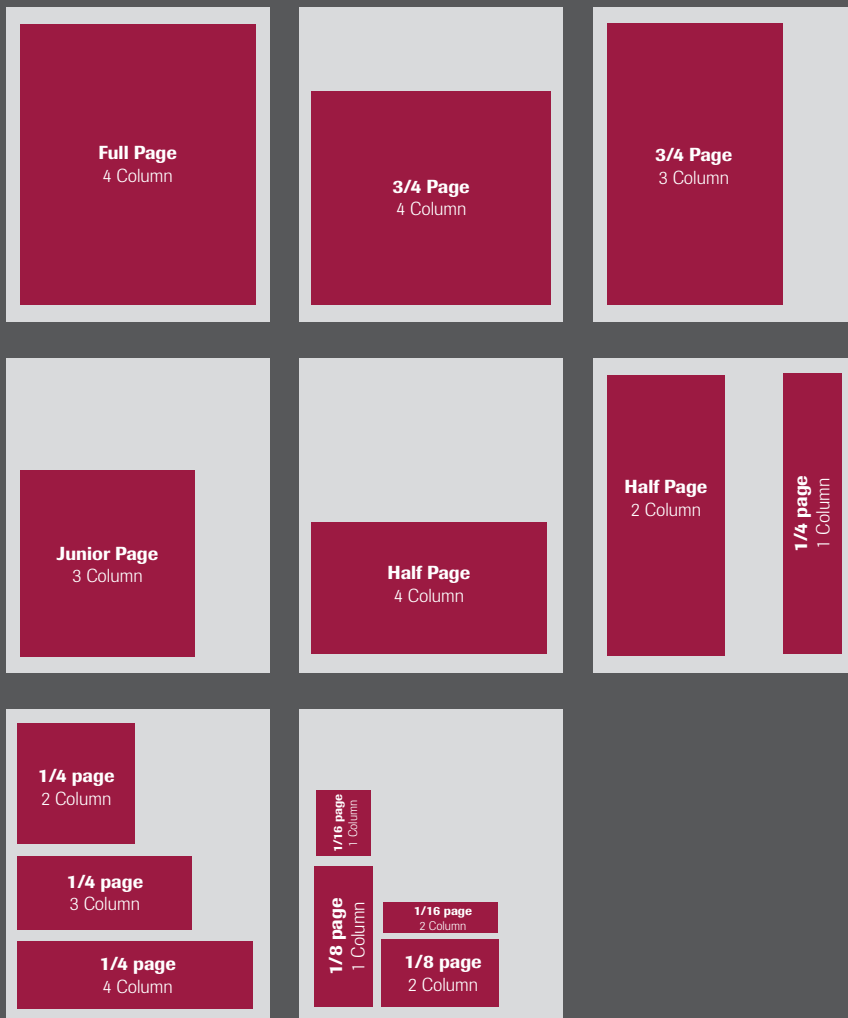 Full Page
4 Column
3/4 Page
4 Column
3/4 Page
3 Column
Junior Page
3 Column
Half Page
4 Column
Half Page
2 Column
1/4 page
1 Column
1/4 page
2 Column
1/4 page
3 Column
1/4 page
4 Column
1/16 page
1 Column
1/8 page
1 Column
1/16 page
2 Column
1/8 page
2 Column